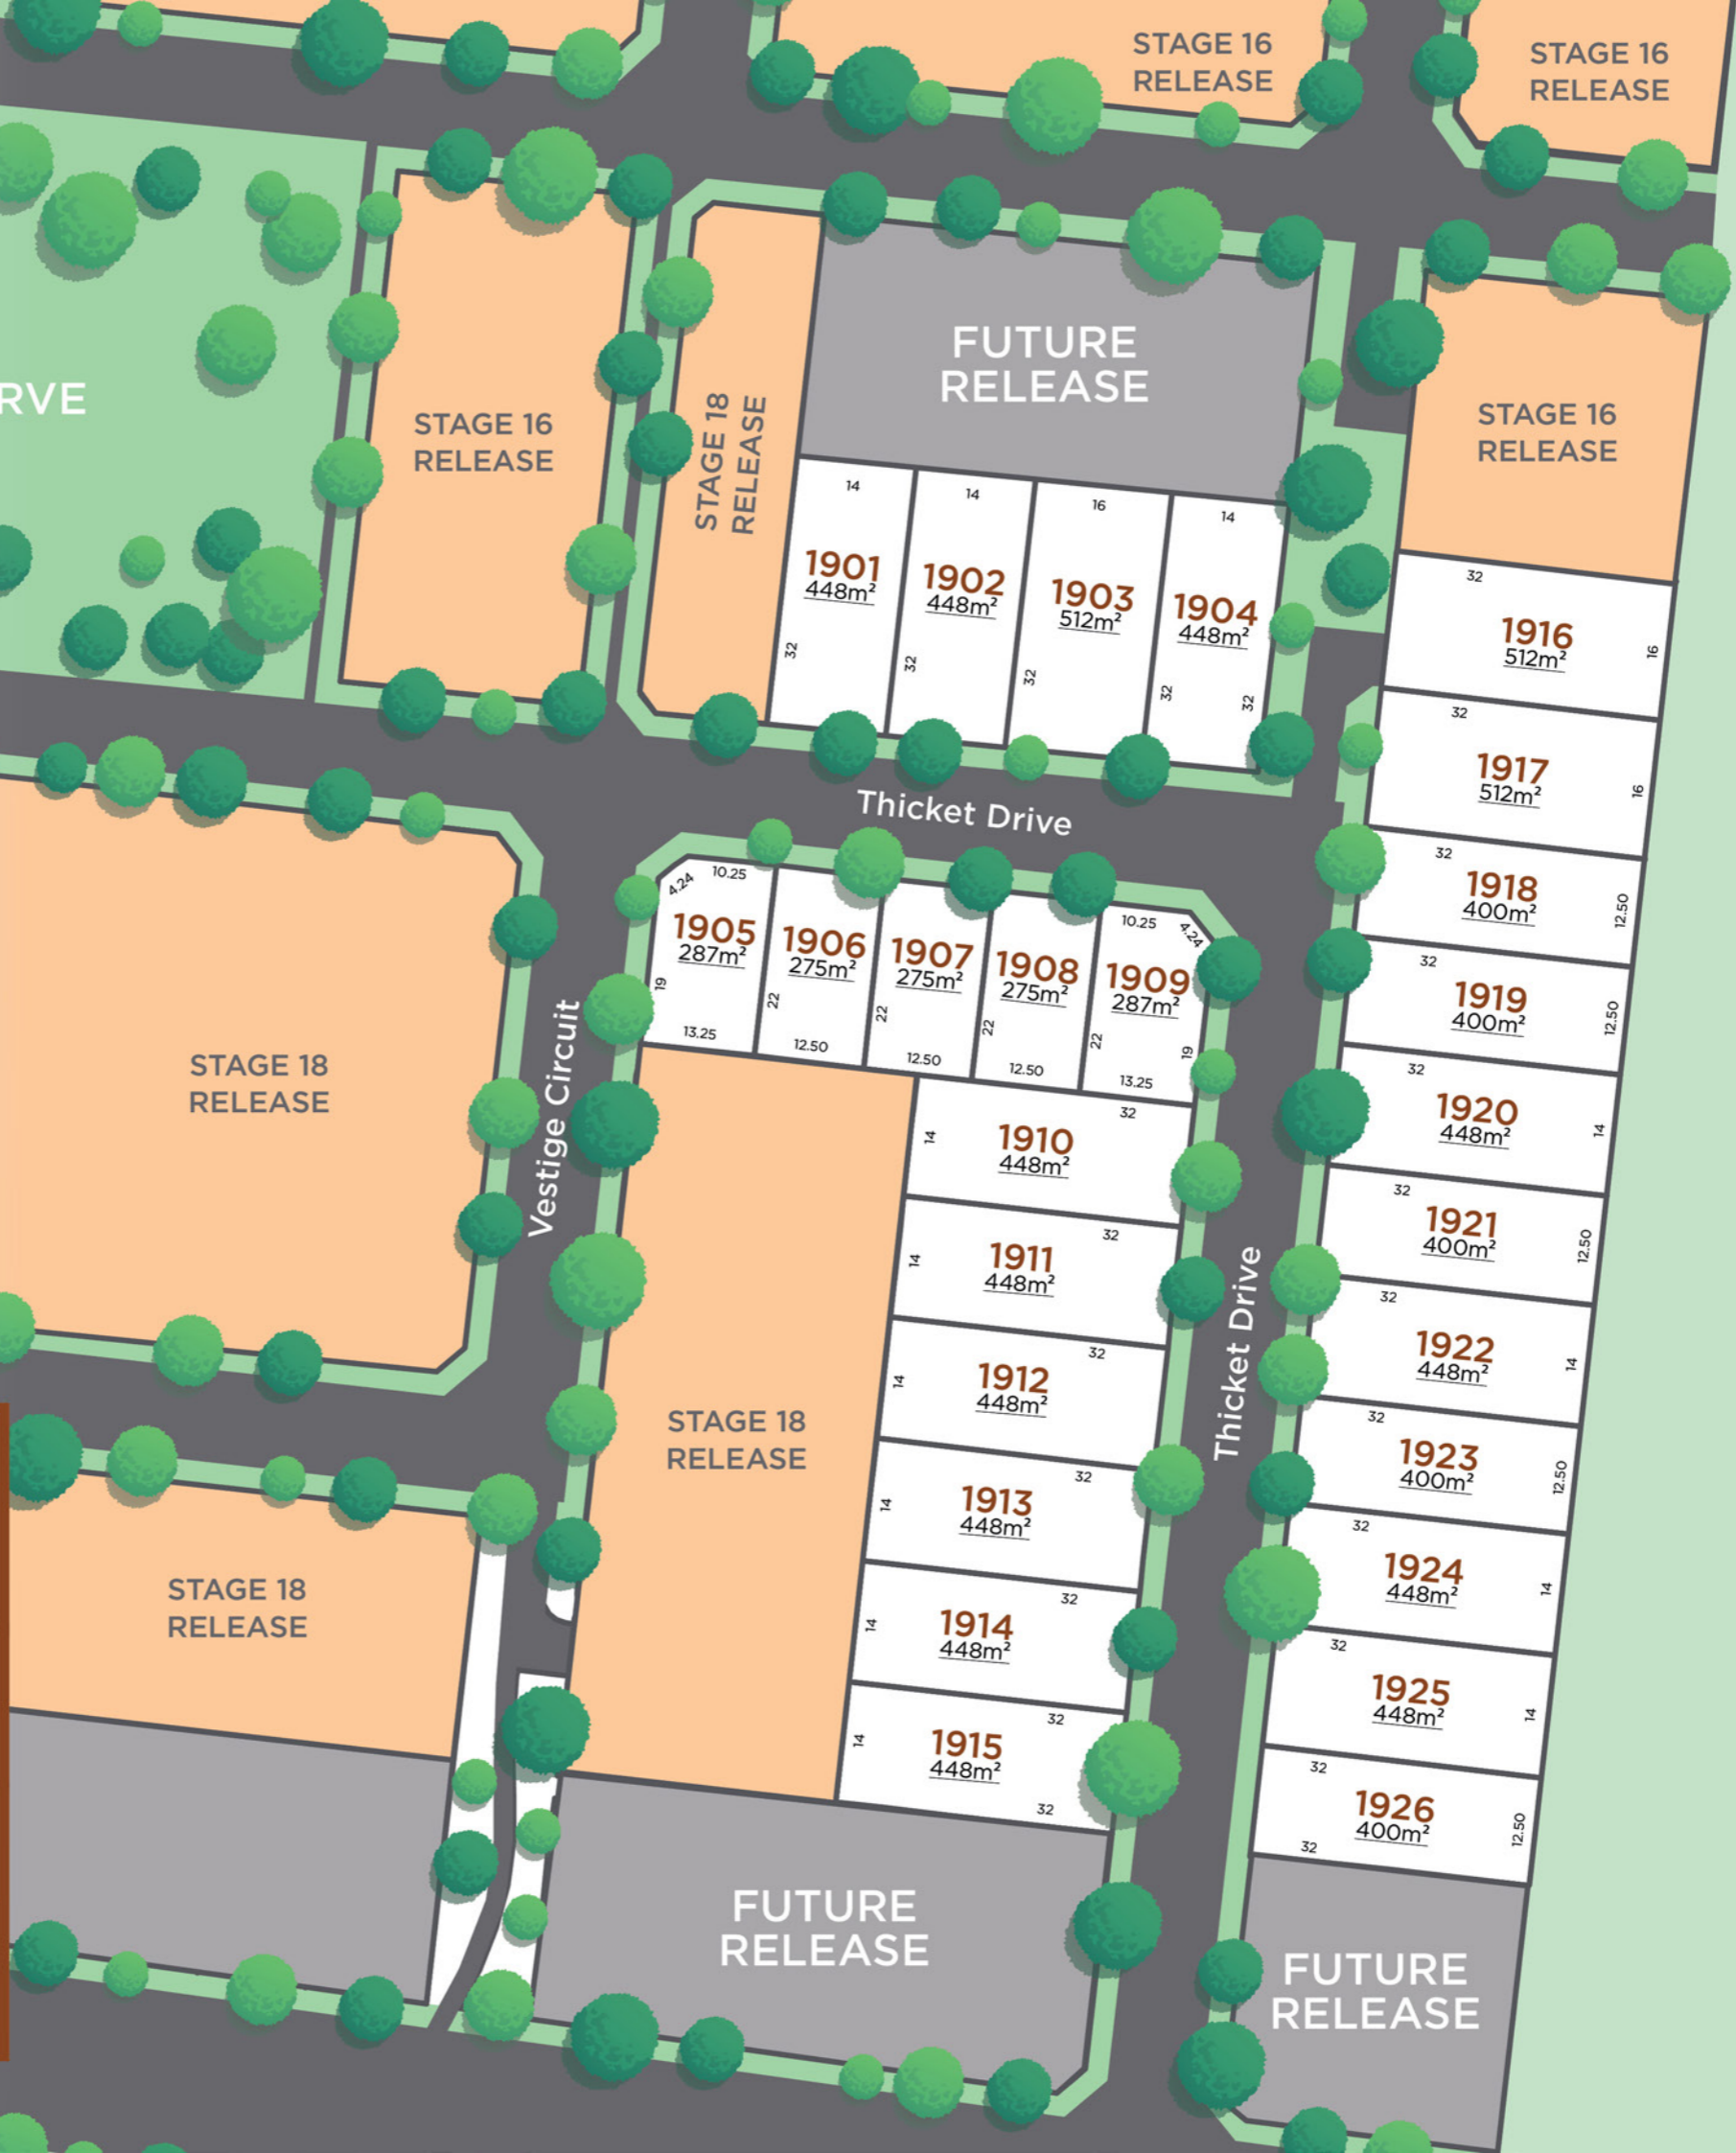 STAGE 16
RELEASE
STAGE 16
RELEASE
RVE
STAGE 16
RELEASE
STAGE 18
RELEASE
FUTURE
RELEASE
STAGE 16
RELEASE
14
1901
448m²
32
14
1902
448m²
32
16
1903
512m²
32
14
1904
448m²
32
32
32
1916
512m²
16
32
1917
512m²
16
Thicket Drive
32
1918
400m²
12.50
4.24
10.25
1905
287m²
19
13.25
1906
275m²
22
12.50
1907
275m²
22
12.50
1908
275m²
22
12.50
10.25
4.24
1909
287m²
22
19
13.25
32
1919
400m²
12.50
STAGE 18
RELEASE
Vestige Circuit
32
1920
448m²
14
32
14
1910
448m²
32
1921
400m²
12.50
32
14
1911
448m²
Thicket Drive
32
1922
448m²
14
32
14
1912
448m²
STAGE 18
RELEASE
32
1923
400m²
12.50
32
14
1913
448m²
32
1924
448m²
14
STAGE 18
RELEASE
32
14
1914
448m²
32
1925
448m²
14
32
14
1915
448m²
32
32
1926
400m²
12.50
32
FUTURE
RELEASE
FUTURE
RELEASE